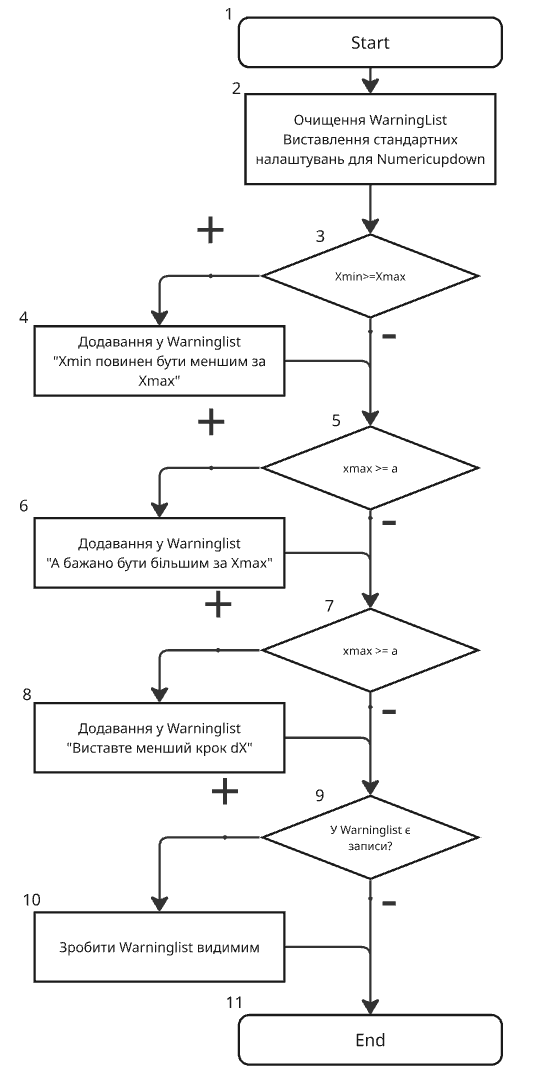 1
Start
2
Очищення WarningList
Виставлення стандартних
налаштувань для Numericupdown
+
3
Xmin>=Xmax
4
Додавання у Warninglist
"Xmin повинен бути меншим за
Xmax"
-
+
5
xmax >= a
6
Додавання у Warninglist
"А бажано бути більшим за Xmax"
-
+
7
xmax >= a
8
Додавання у Warninglist
"Виставте менший крок dX"
-
+
9
У Warninglist є
записи?
10
Зробити Warninglist видимим
-
11
End